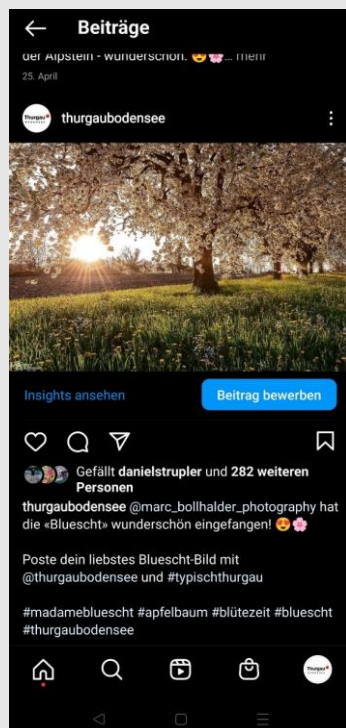 Beiträge
der Alpstein - wunderschön. 😍🌸... mehr
25. April
Thurgau
thurgaubodensee
Insights ansehen
Beitrag bewerben
Gefällt danielstrupler und 282 weiteren
Personen
thurgaubodensee @marc_bollhalder_photography hat
die «Bluescht» wunderschön eingefangen! 😍🌸
Poste dein liebstes Bluescht-Bild mit
@thurgaubodensee und #typischthurgau
#madamebluescht #apfelbaum #blütezeit #bluescht
#thurgaubodensee
Thurgau